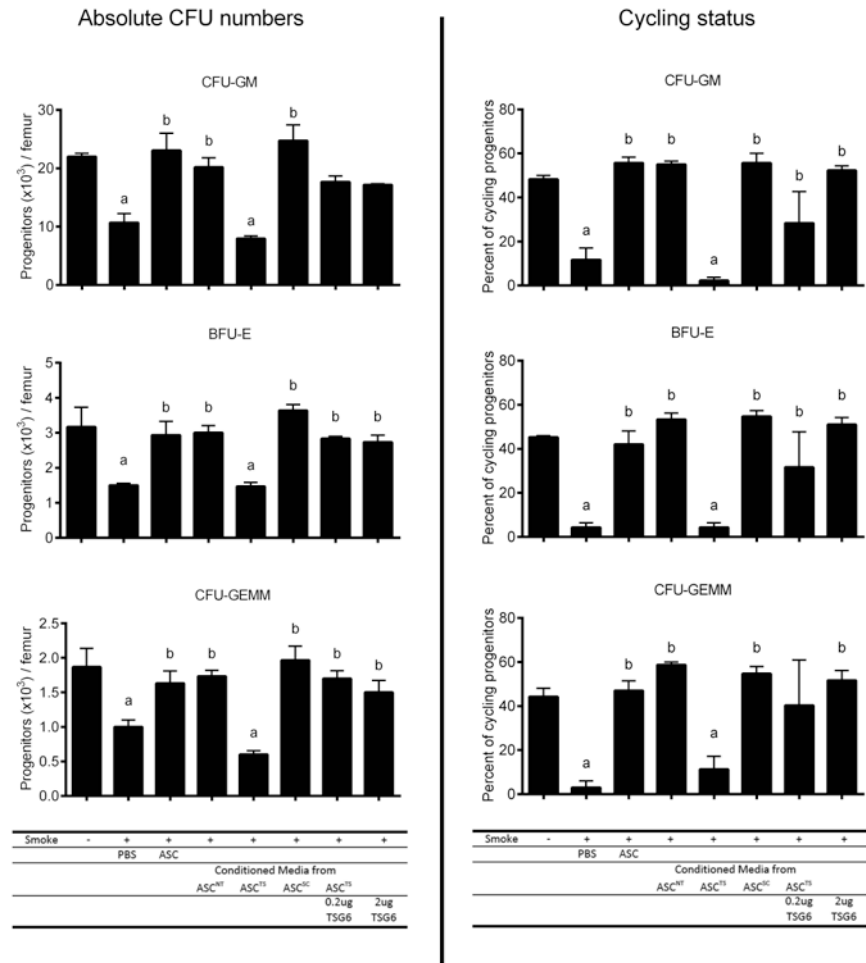 Absolute CFU numbers
CFU-GM
Progenitors (x10³) / femur
30
20
10
0
a
b
b
a
b
BFU-E
Progenitors (x10³) / femur
5
4
3
2
1
0
a
b
b
a
b
b
b
CFU-GEMM
Progenitors (x10³) / femur
2.5
2.0
1.5
1.0
0.5
0.0
a
b
b
a
b
b
b
Smoke - + + + + + + +
PBS ASC
Conditioned Media from
ASC^NT ASC^TS ASC^SC ASC^TS
0.2ug 2ug
TSG6 TSG6
Cycling status
CFU-GM
Percent of cycling progenitors
80
60
40
20
0
a
b
b
a
b
b
b
BFU-E
Percent of cycling progenitors
80
60
40
20
0
a
b
b
a
b
b
b
CFU-GEMM
Percent of cycling progenitors
80
60
40
20
0
a
b
b
a
b
b
Smoke - + + + + + + +
PBS ASC
Conditioned Media from
ASC^NT ASC^TS ASC^SC ASC^TS
0.2ug 2ug
TSG6 TSG6